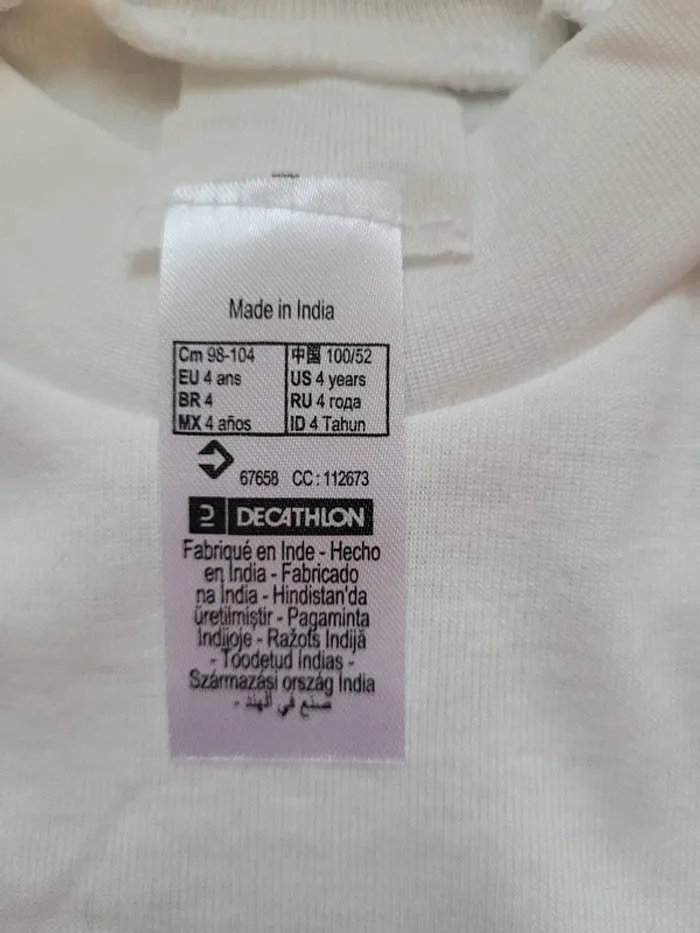 Made in India
Cm 98-104 中国 100/52
EU 4 ans US 4 years
BR 4 RU 4 года
MX 4 años ID 4 Tahun
67658 CC : 112673
DECATHLON
Fabriqué en Inde - Hecho
en India - Fabricado
na Índia - Hindistan'da
üretilmiştir - Pagaminta
Indijoje - Ražots Indijā
- Toodetud Indias -
Származási ország India
صنع في الهند -